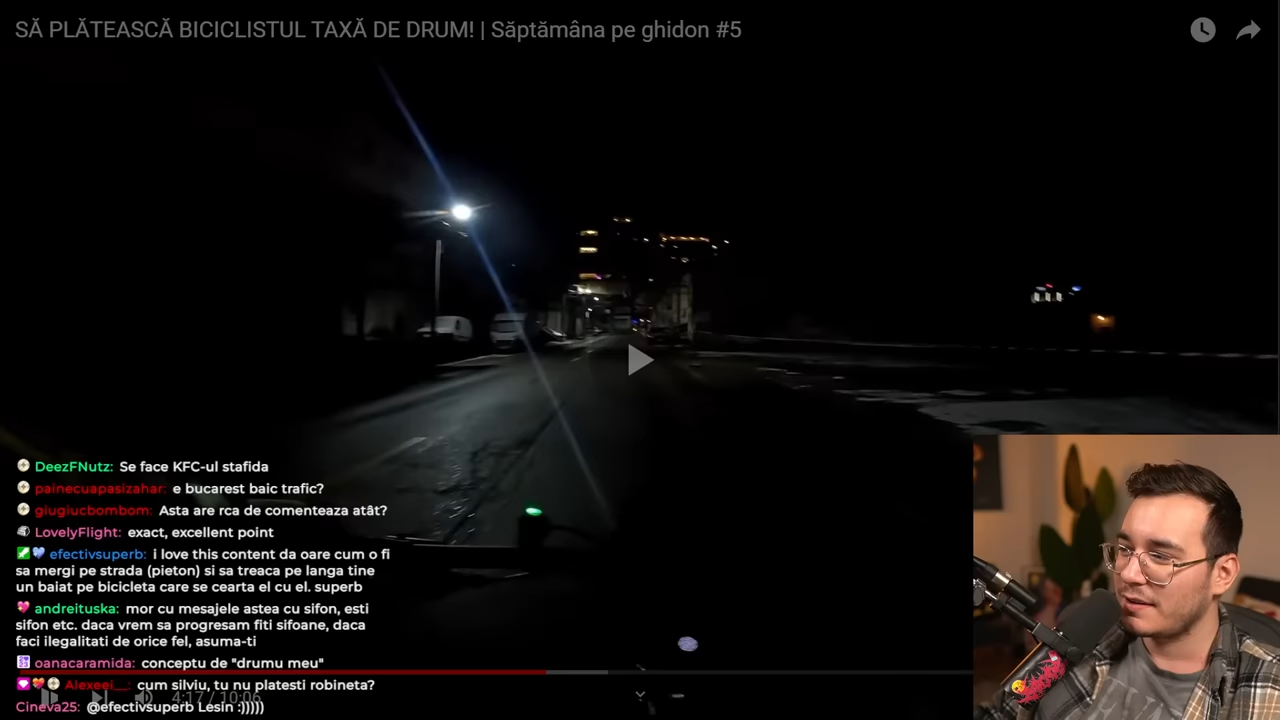 SĂ PLĂTEASCĂ BICICLISTUL TAXĂ DE DRUM! | Săptămâna pe ghidon #5
DeezFNutz: Se face KFC-ul stafida
painecuapasizahar: e bucarest baic trafic?
giugiucbombom: Asta are rca de comenteaza atât?
LovelyFlight: exact, excellent point
efectivsuperb: i love this content da oare cum o fi
sa mergi pe strada (pieton) si sa treaca pe langa tine
un baiat pe bicicleta care se cearta el cu el. superb
andreituska: mor cu mesajele astea cu sifon, esti
sifon etc. daca vrem sa progresam fiti sifoane, daca
faci ilegalitati de orice fel, asuma-ti
oanacaramida: conceptu de "drumu meu"
Alexeei__: cum silviu, tu nu platesti robineta?
4:17 / 10:06
Cineva25: @efectivsuperb Lesin :)))))